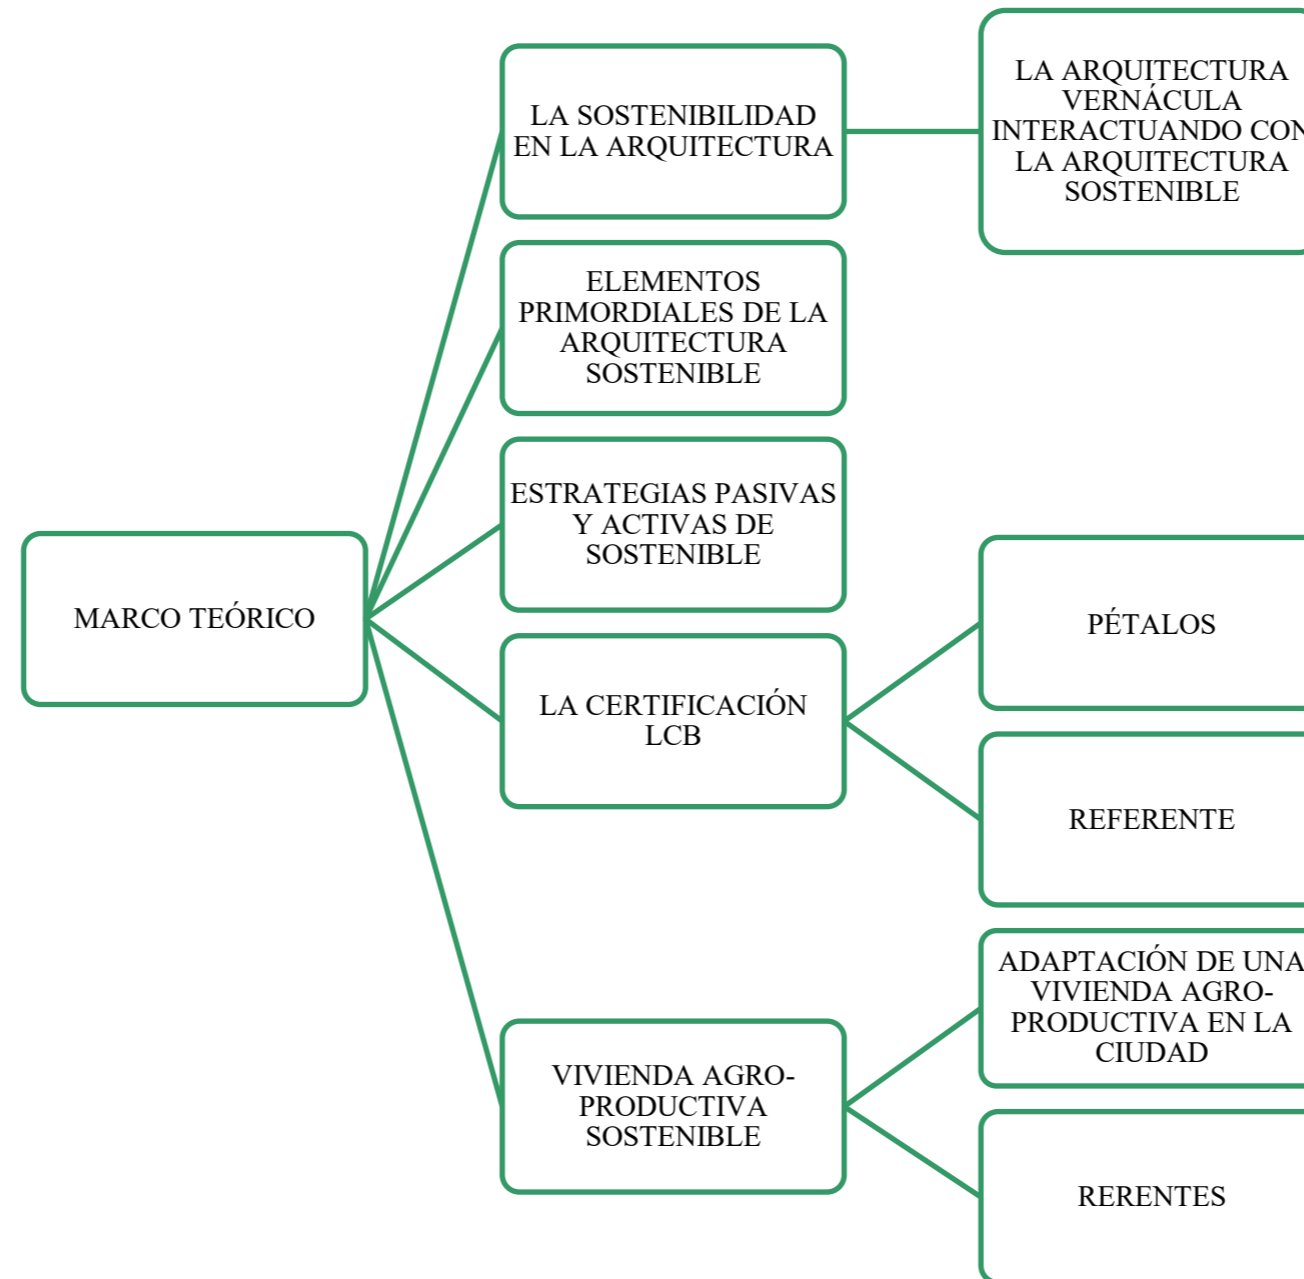 MARCO TEÓRICO
LA SOSTENIBILIDAD
EN LA ARQUITECTURA
LA ARQUITECTURA
VERNÁCULA
INTERACTUANDO CON
LA ARQUITECTURA
SOSTENIBLE
ELEMENTOS
PRIMORDIALES DE LA
ARQUITECTURA
SOSTENIBLE
ESTRATEGIAS PASIVAS
Y ACTIVAS DE
SOSTENIBLE
LA CERTIFICACIÓN
LCB
PÉTALOS
REFERENTE
VIVIENDA AGRO-
PRODUCTIVA
SOSTENIBLE
ADAPTACIÓN DE UNA
VIVIENDA AGRO-
PRODUCTIVA EN LA
CIUDAD
RERENTES